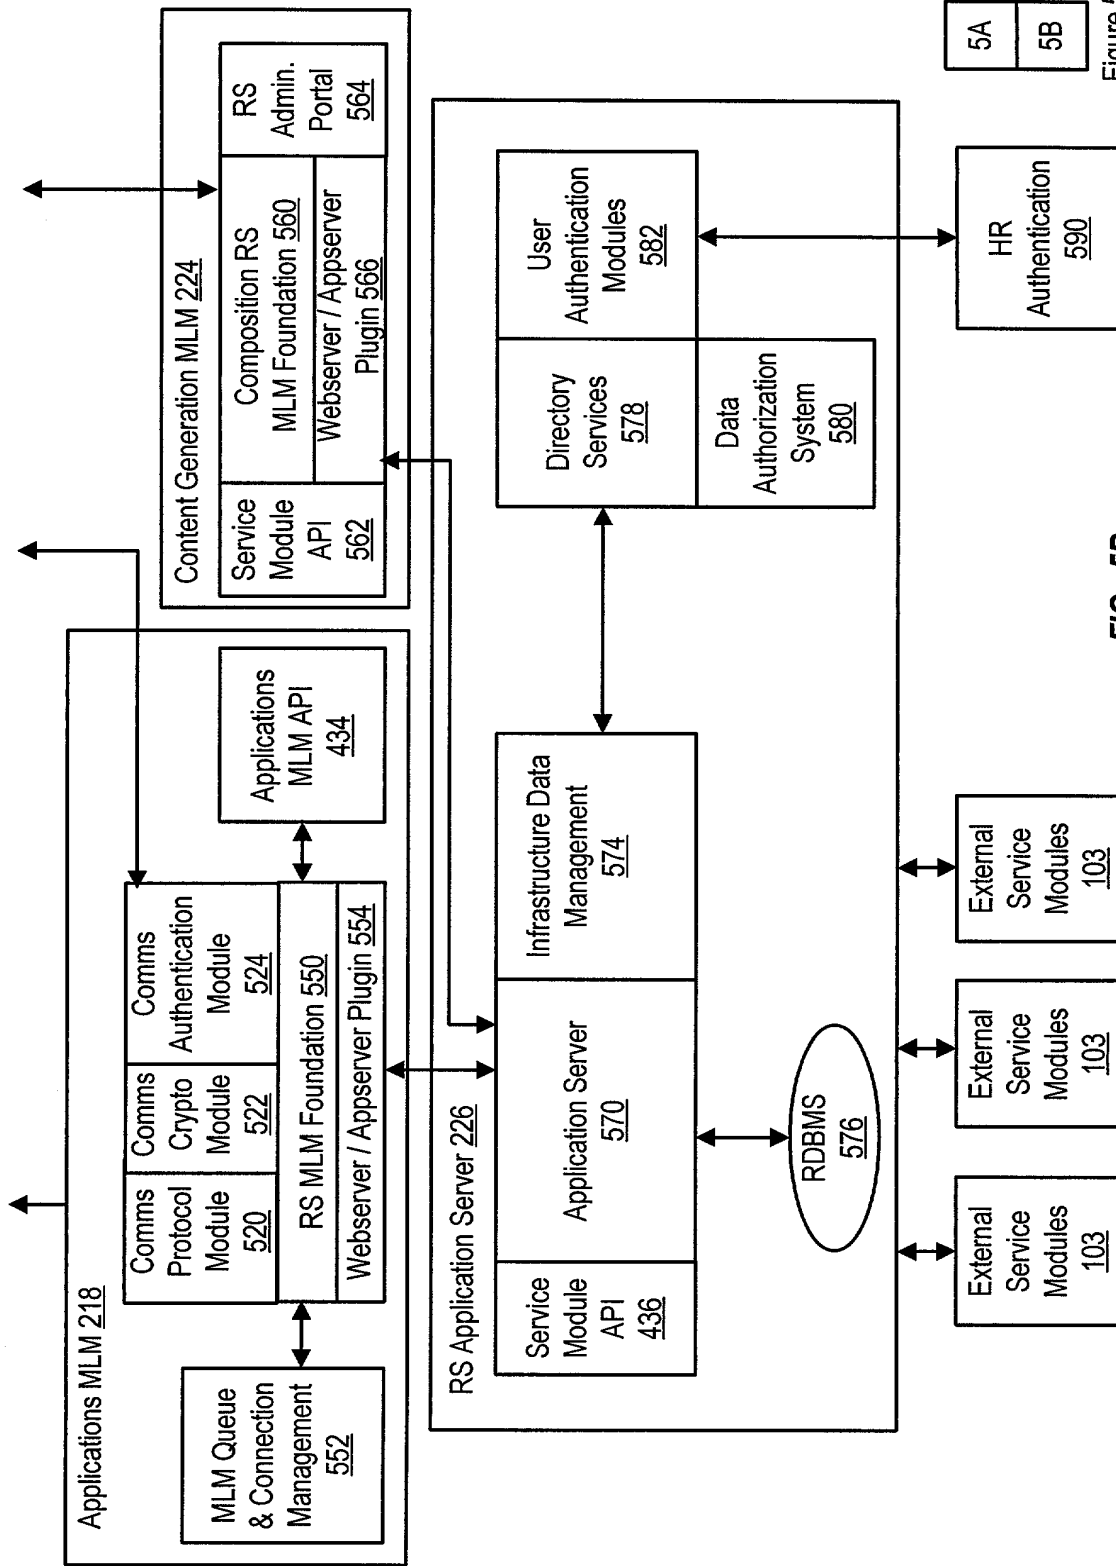 Applications MLM 218
MLM Queue
& Connection
Management
552
Comms
Protocol
Module
520
Comms
Crypto
Module
522
Comms
Authentication
Module
524
RS MLM Foundation 550
Webserver / Appserver Plugin 554
Applications
MLM API
434
Content Generation MLM 224
Service
Module
API
562
Composition RS
MLM Foundation 560
Webserver / Appserver
Plugin 566
RS
Admin.
Portal
564
RS Application Server 226
Service
Module
API
436
Application Server
570
Infrastructure Data
Management
574
RDBMS
576
Directory
Services
578
User
Authentication
Modules
582
Data
Authorization
System
580
External
Service
Modules
103
External
Service
Modules
103
External
Service
Modules
103
HR
Authentication
590
5A
5B
Figure